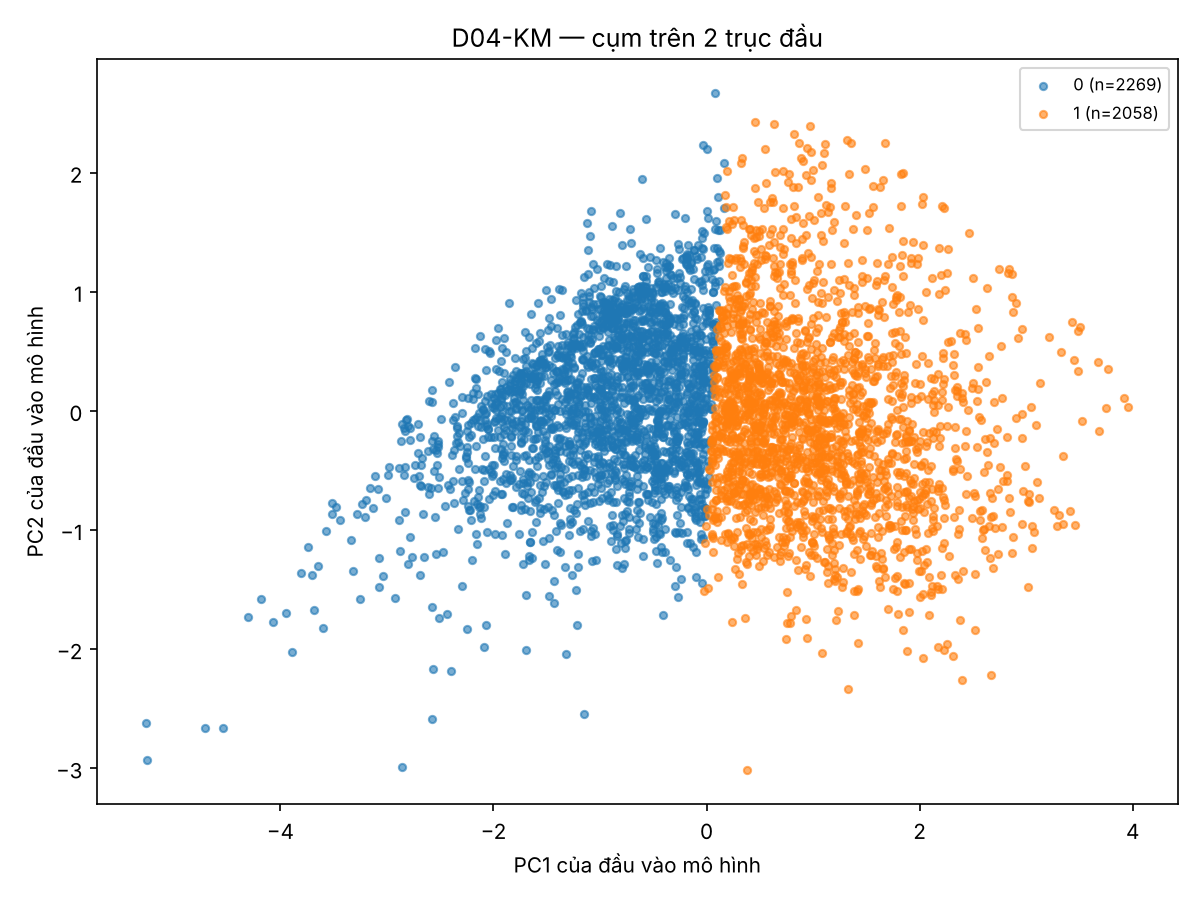 D04-KM — cụm trên 2 trục đầu
0 (n=2269)
1 (n=2058)
PC2 của đầu vào mô hình
2
1
0
−1
−2
−3
−4
−2
0
2
4
PC1 của đầu vào mô hình